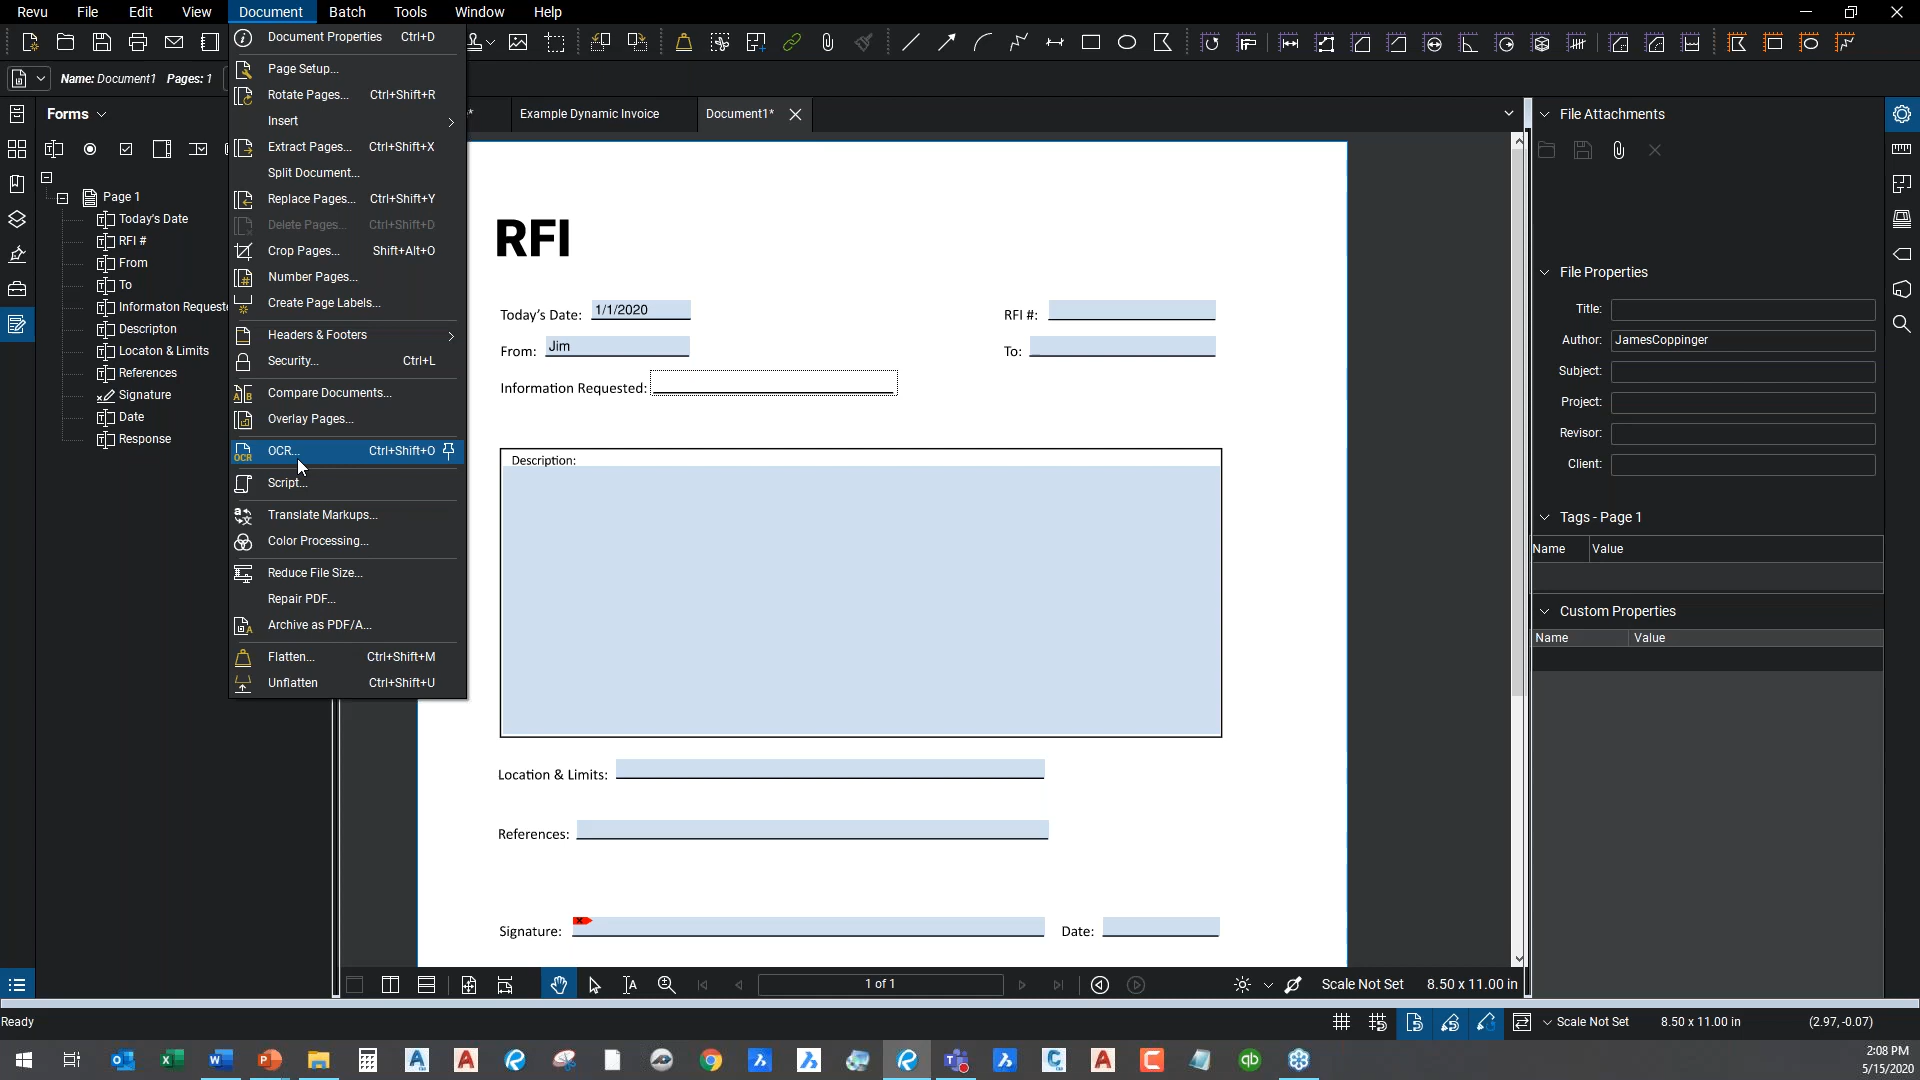 Revu File Edit View Document Batch Tools Window Help
Name: Document1 Pages: 1
Forms
Page 1
Today's Date
RFI #
From
To
Informaton Requeste
Descripton
Locaton & Limits
References
Signature
Date
Response
Document Properties Ctrl+D
Page Setup...
Rotate Pages... Ctrl+Shift+R
Insert
Extract Pages... Ctrl+Shift+X
Split Document...
Replace Pages... Ctrl+Shift+Y
Delete Pages... Ctrl+Shift+D
Crop Pages... Shift+Alt+O
Number Pages...
Create Page Labels...
Headers & Footers
Security... Ctrl+L
Compare Documents...
Overlay Pages...
OCR... Ctrl+Shift+O
Script...
Translate Markups...
Color Processing...
Reduce File Size...
Repair PDF...
Archive as PDF/A...
Flatten... Ctrl+Shift+M
Unflatten Ctrl+Shift+U
Example Dynamic Invoice Document1*
RFI
Today's Date: 1/1/2020 RFI #:
From: Jim To:
Information Requested:
Description:
Location & Limits:
References:
Signature: Date:
File Attachments
File Properties
Title:
Author: JamesCoppinger
Subject:
Project:
Revisor:
Client:
Tags - Page 1
Name Value
Custom Properties
Name Value
1 of 1 Scale Not Set 8.50 x 11.00 in
Ready Scale Not Set 8.50 x 11.00 in (2.97, -0.07)
2:08 PM
5/15/2020